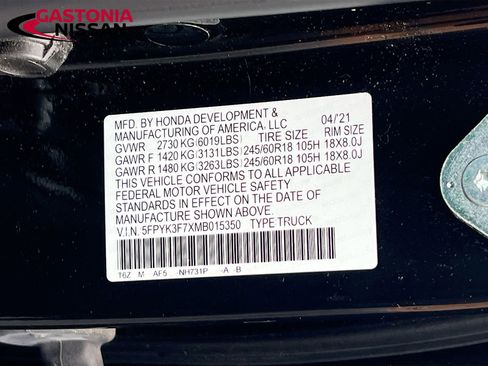 GASTONIA
NISSAN
MFD. BY HONDA DEVELOPMENT & 04/21
MANUFACTURING OF AMERICA, LLC
GVWR 2730 KG(6019LBS) TIRE SIZE RIM SIZE
GAWR F 1420 KG(3131LBS) 245/60R18 105H 18X8.0J
GAWR R 1480 KG(3263LBS) 245/60R18 105H 18X8.0J
THIS VEHICLE CONFORMS TO ALL APPLICABLE
FEDERAL MOTOR VEHICLE SAFETY
STANDARDS IN EFFECT ON THE DATE OF
MANUFACTURE SHOWN ABOVE.
V.I.N. 5FPYK3F7XMB015350 TYPE TRUCK
T6Z M AF5 -NH731P -A -B